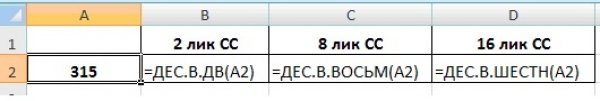 A B C D
1 2 лик СС 8 лик СС 16 лик СС
2 315 =ДЕС.В.ДВ(A2) =ДЕС.В.ВОСЬМ(A2) =ДЕС.В.ШЕСТН(A2)